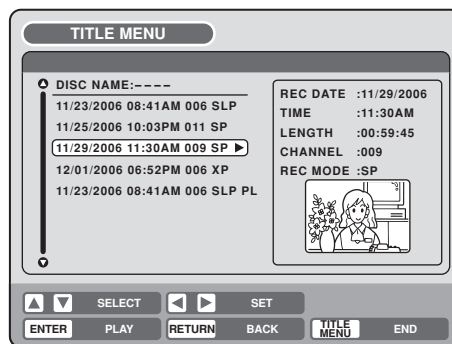 TITLE MENU
DISC NAME:----
11/23/2006 08:41AM 006 SLP
11/25/2006 10:03PM 011 SP
11/29/2006 11:30AM 009 SP ▶
12/01/2006 06:52PM 006 XP
11/23/2006 08:41AM 006 SLP PL
REC DATE :11/29/2006
TIME :11:30AM
LENGTH :00:59:45
CHANNEL :009
REC MODE :SP
▲ ▼ SELECT ◀ ▶ SET
ENTER PLAY RETURN BACK TITLE MENU END